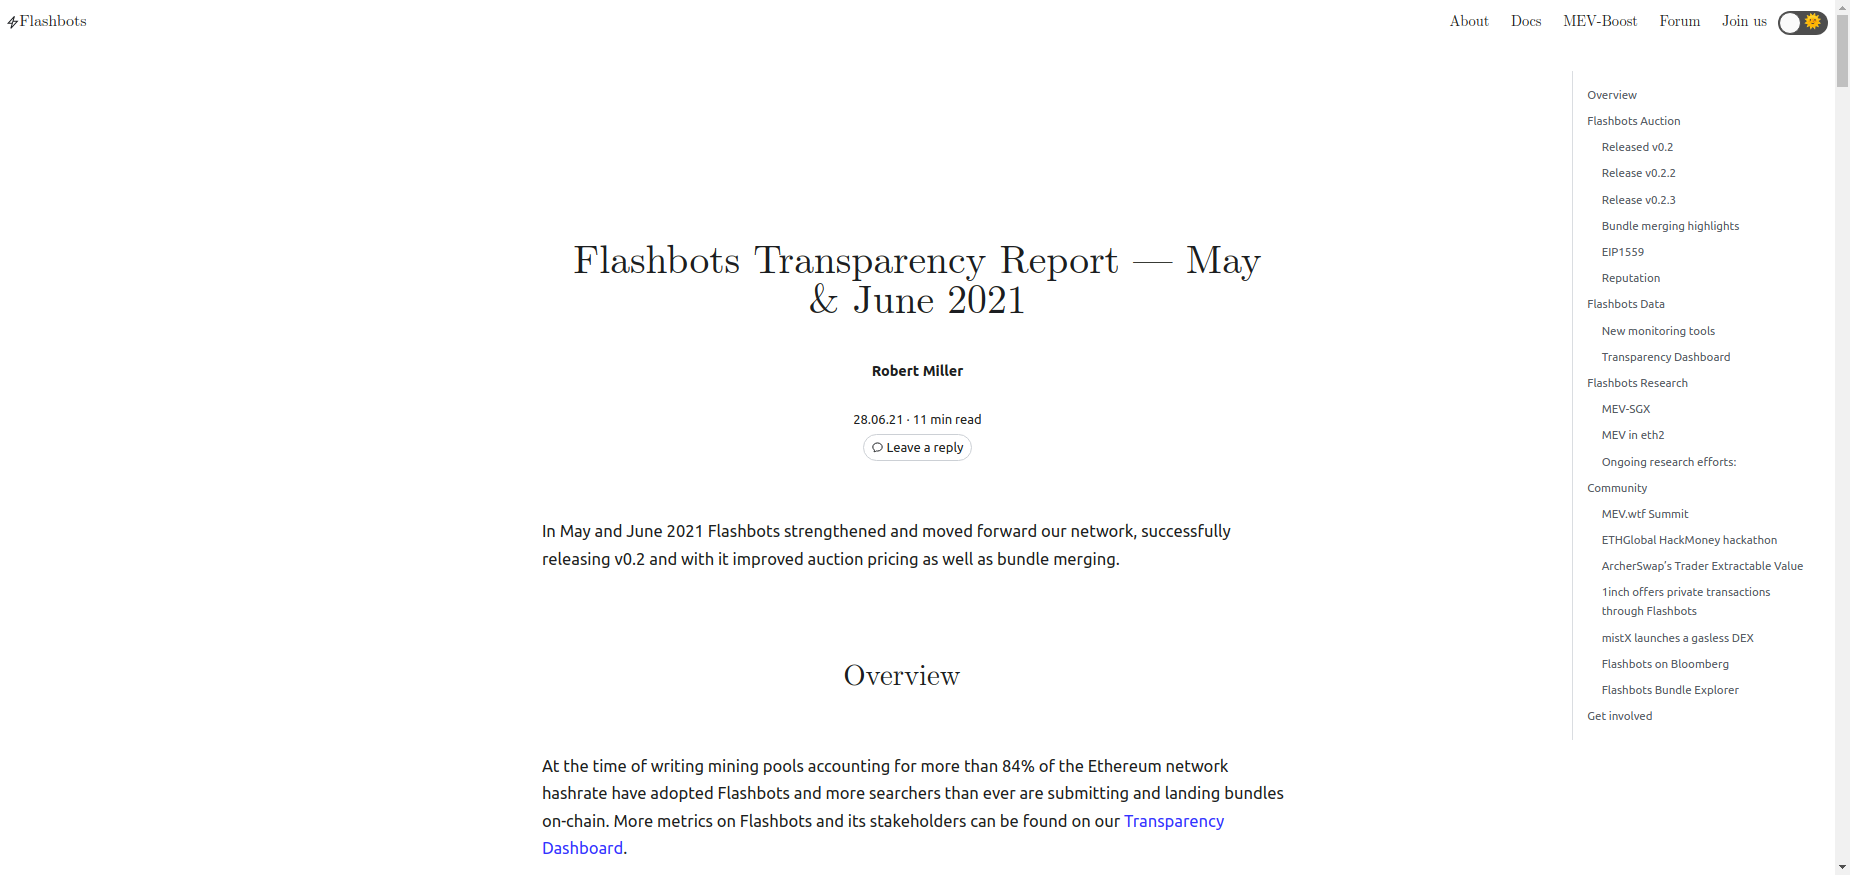 Flashbots
About Docs MEV-Boost Forum Join us
Flashbots Transparency Report — May
& June 2021
Robert Miller
28.06.21 · 11 min read
Leave a reply
In May and June 2021 Flashbots strengthened and moved forward our network, successfully
releasing v0.2 and with it improved auction pricing as well as bundle merging.
Overview
At the time of writing mining pools accounting for more than 84% of the Ethereum network
hashrate have adopted Flashbots and more searchers than ever are submitting and landing bundles
on-chain. More metrics on Flashbots and its stakeholders can be found on our Transparency
Dashboard.
Overview
Flashbots Auction
Released v0.2
Release v0.2.2
Release v0.2.3
Bundle merging highlights
EIP1559
Reputation
Flashbots Data
New monitoring tools
Transparency Dashboard
Flashbots Research
MEV-SGX
MEV in eth2
Ongoing research efforts:
Community
MEV.wtf Summit
ETHGlobal HackMoney hackathon
ArcherSwap's Trader Extractable Value
1inch offers private transactions
through Flashbots
mistX launches a gasless DEX
Flashbots on Bloomberg
Flashbots Bundle Explorer
Get involved